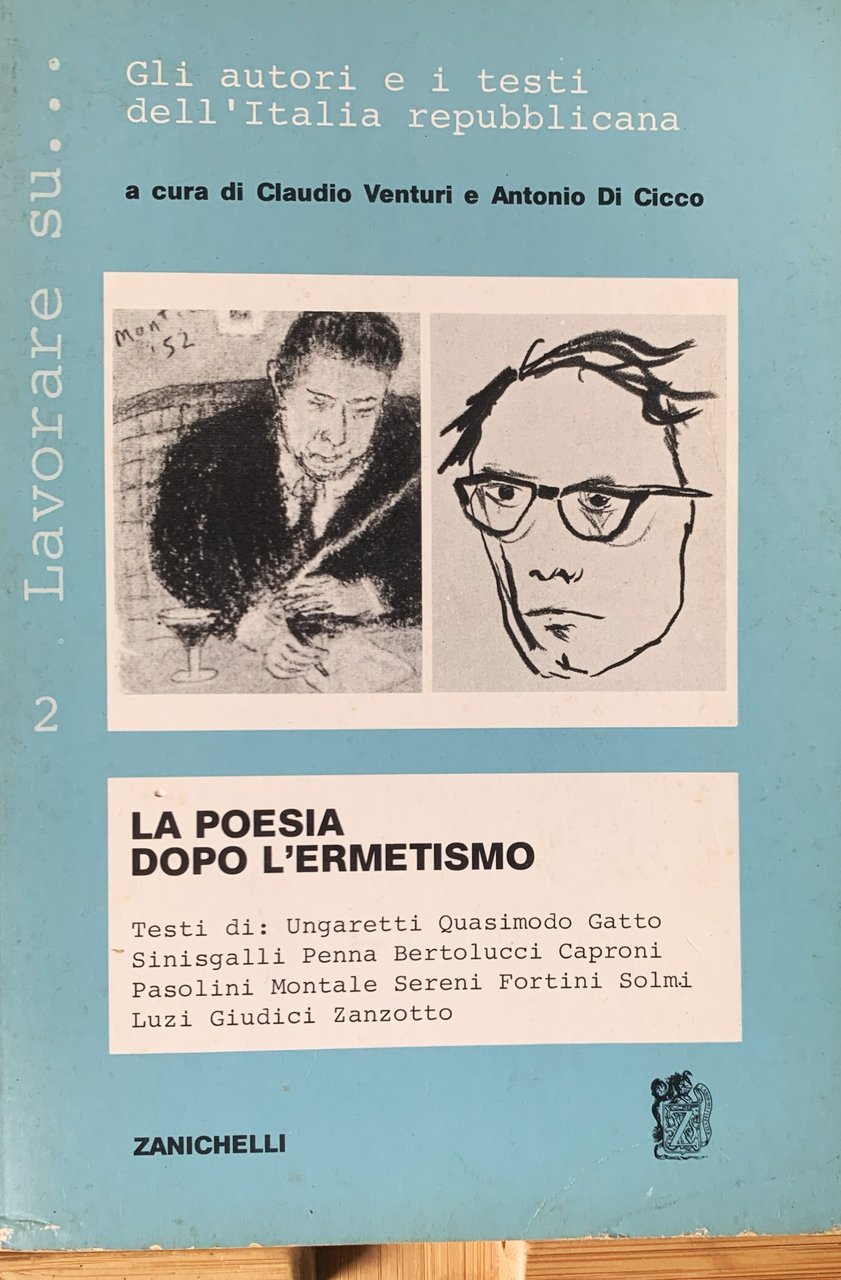 Gli autori e i testi
dell'Italia repubblicana
a cura di Claudio Venturi e Antonio Di Cicco
2 Lavorare su...
'52
LA POESIA
DOPO L'ERMETISMO
Testi di: Ungaretti Quasimodo Gatto
Sinisgalli Penna Bertolucci Caproni
Pasolini Montale Sereni Fortini Solmi
Luzi Giudici Zanzotto
ZANICHELLI
Z